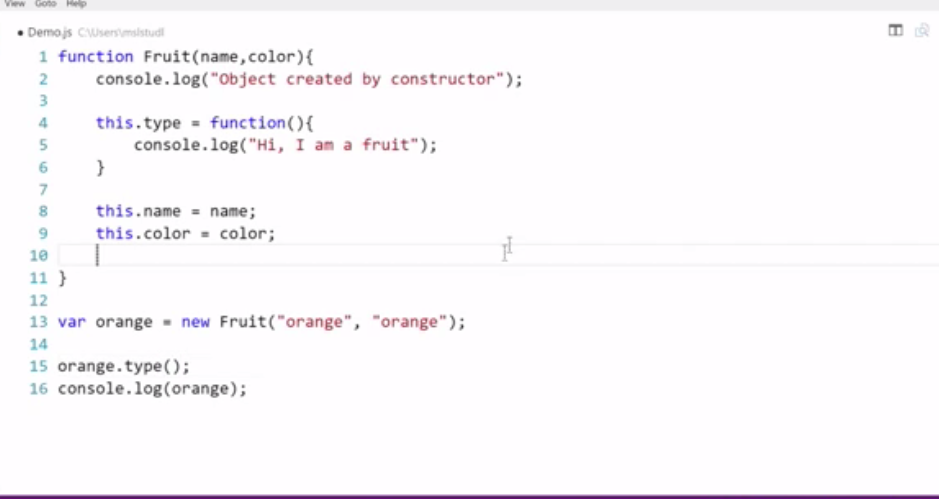 View Goto Help
● Demo.js C:\Users\mslstudl
1 function Fruit(name,color){
2     console.log("Object created by constructor");
3
4     this.type = function(){
5         console.log("Hi, I am a fruit");
6     }
7
8     this.name = name;
9     this.color = color;
10
11 }
12
13 var orange = new Fruit("orange", "orange");
14
15 orange.type();
16 console.log(orange);